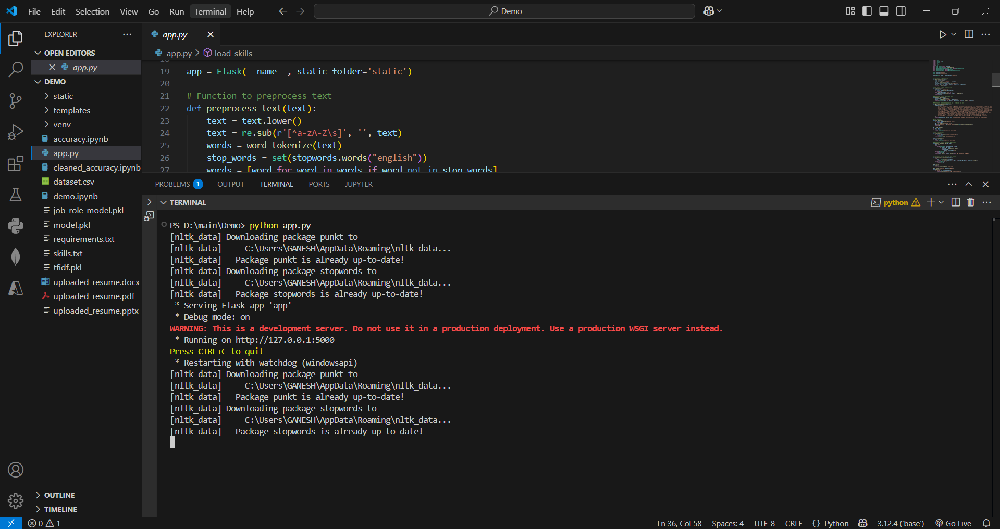 File Edit Selection View Go Run Terminal Help
Demo
EXPLORER
OPEN EDITORS
app.py
DEMO
static
templates
venv
accuracy.ipynb
app.py
cleaned_accuracy.ipynb
dataset.csv
demo.ipynb
job_role_model.pkl
model.pkl
requirements.txt
skills.txt
tfidf.pkl
uploaded_resume.docx
uploaded_resume.pdf
uploaded_resume.pptx
OUTLINE
TIMELINE
app.py
app.py > load_skills
18
19 app = Flask(__name__, static_folder='static')
20
21 # Function to preprocess text
22 def preprocess_text(text):
23 text = text.lower()
24 text = re.sub(r'[^a-zA-Z\s]', '', text)
25 words = word_tokenize(text)
26 stop_words = set(stopwords.words("english"))
27 words = [word for word in words if word not in stop_words]
PROBLEMS 1 OUTPUT TERMINAL PORTS JUPYTER
TERMINAL
python
PS D:\main\Demo> python app.py
[nltk_data] Downloading package punkt to
[nltk_data]     C:\Users\GANESH\AppData\Roaming\nltk_data...
[nltk_data]   Package punkt is already up-to-date!
[nltk_data] Downloading package stopwords to
[nltk_data]     C:\Users\GANESH\AppData\Roaming\nltk_data...
[nltk_data]   Package stopwords is already up-to-date!
* Serving Flask app 'app'
* Debug mode: on
WARNING: This is a development server. Do not use it in a production deployment. Use a production WSGI server instead.
* Running on http://127.0.0.1:5000
Press CTRL+C to quit
* Restarting with watchdog (windowsapi)
[nltk_data] Downloading package punkt to
[nltk_data]     C:\Users\GANESH\AppData\Roaming\nltk_data...
[nltk_data]   Package punkt is already up-to-date!
[nltk_data] Downloading package stopwords to
[nltk_data]     C:\Users\GANESH\AppData\Roaming\nltk_data...
[nltk_data]   Package stopwords is already up-to-date!
0 1 Ln 36, Col 58 Spaces: 4 UTF-8 CRLF {} Python 3.12.4 ('base') Go Live